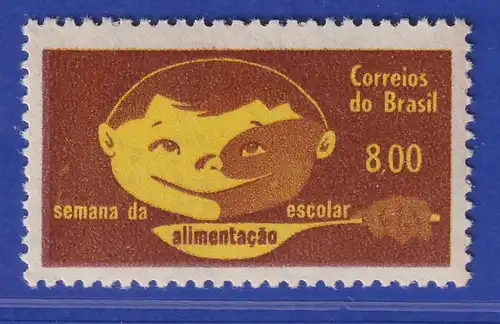 Correios
do Brasil
8,00
semana da escolar
alimentação